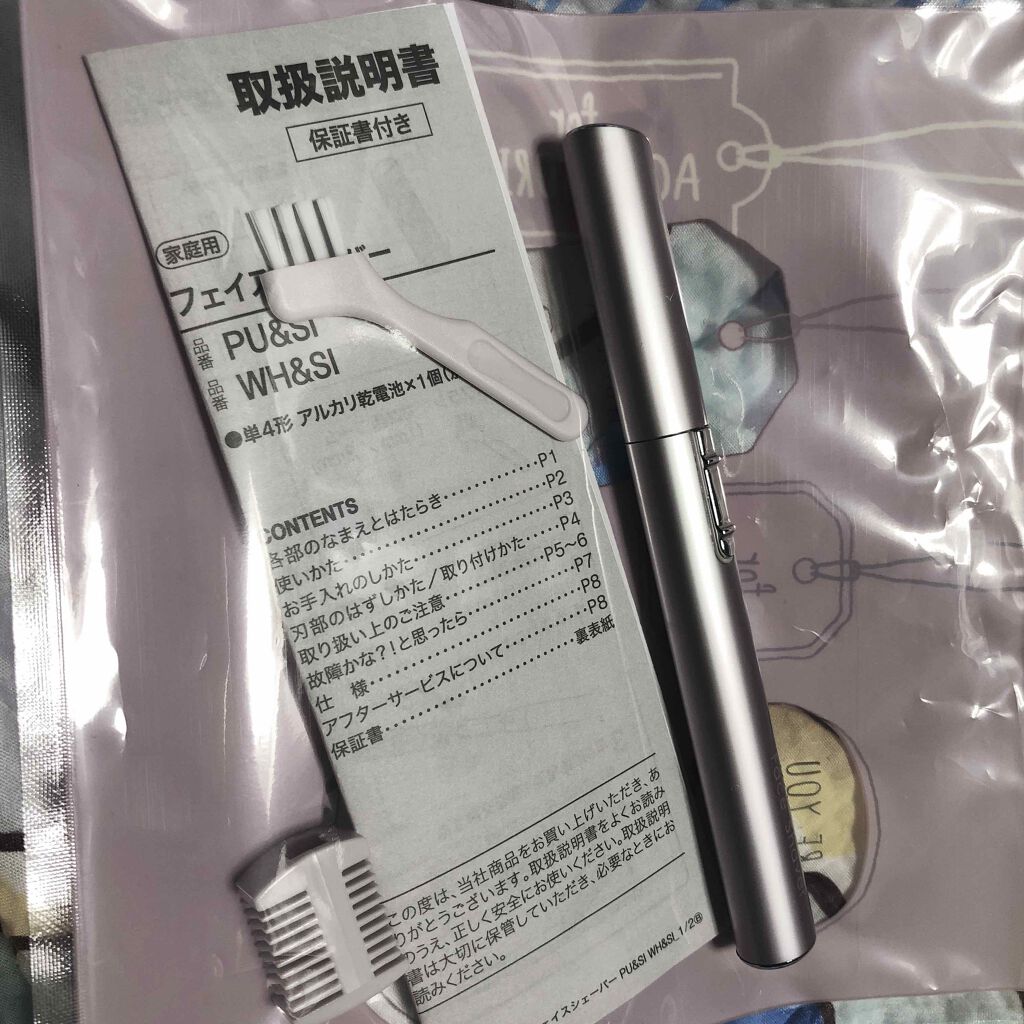 取扱説明書
保証書付き
家庭用
フェイ
品番 PU&SI
品番 WH&SI
●単4形 アルカリ乾電池×1個
CONTENTS
各部のなまえとはたらき‥‥‥‥‥P1
使いかた‥‥‥‥‥‥‥‥‥‥‥P2
お手入れのしかた‥‥‥‥‥‥‥P3
刃部のはずしかた／取り付けかた‥‥P4
取り扱い上のご注意‥‥‥‥‥P5～6
故障かな?!と思ったら‥‥‥‥‥P7
仕 様‥‥‥‥‥‥‥‥‥‥‥‥P8
アフターサービスについて‥‥‥‥P8
保証書‥‥‥‥‥‥‥‥‥‥裏表紙
この度は、当社商品をお買い上げいただき、あ
りがとうございます。取扱説明書をよくお読み
のうえ、正しく安全にお使いください。取扱説明
書は大切に保管していただき、必要なときにお
読みください。
ェイスシェーバー PU&SI WH&SI_1/2Ⓑ
for
YOU
for